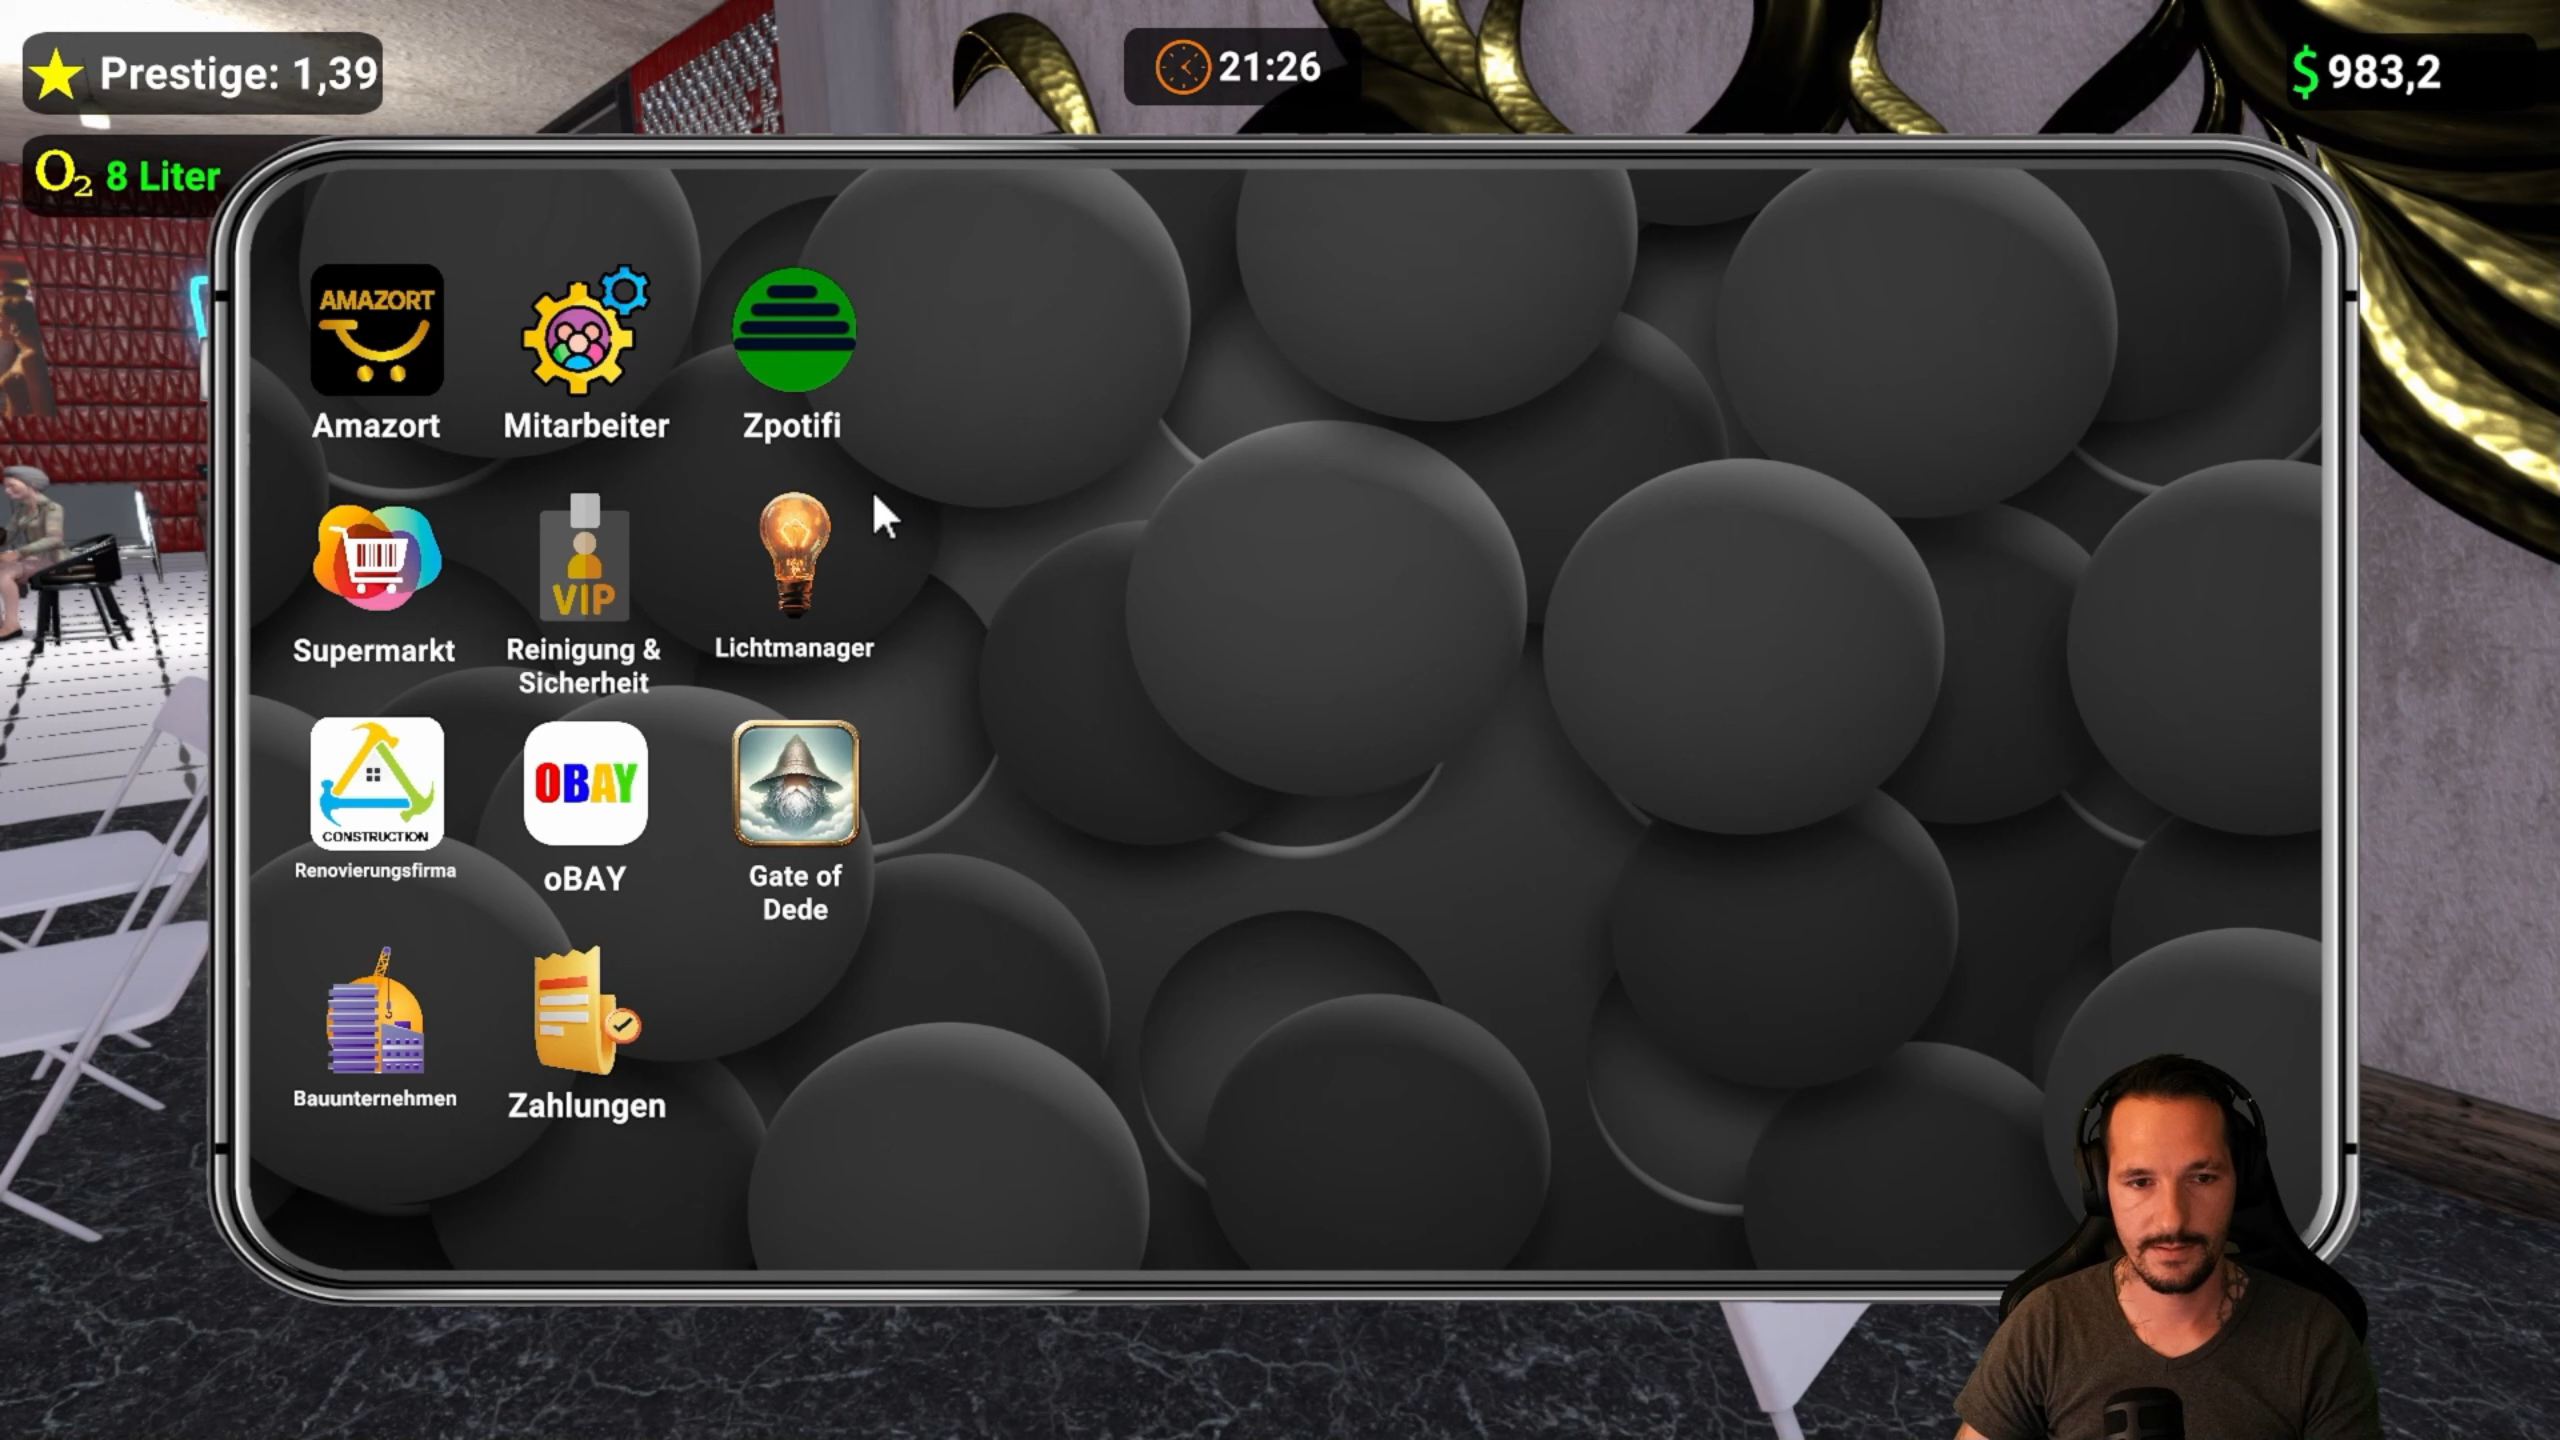 Prestige: 1,39
21:26
$ 983,2
O₂ 8 Liter
AMAZORT
Amazort
Mitarbeiter
Zpotifi
VIP
Supermarkt
Reinigung &
Sicherheit
Lichtmanager
CONSTRUCTION
Renovierungsfirma
OBAY
oBAY
Gate of
Dede
Bauunternehmen
Zahlungen